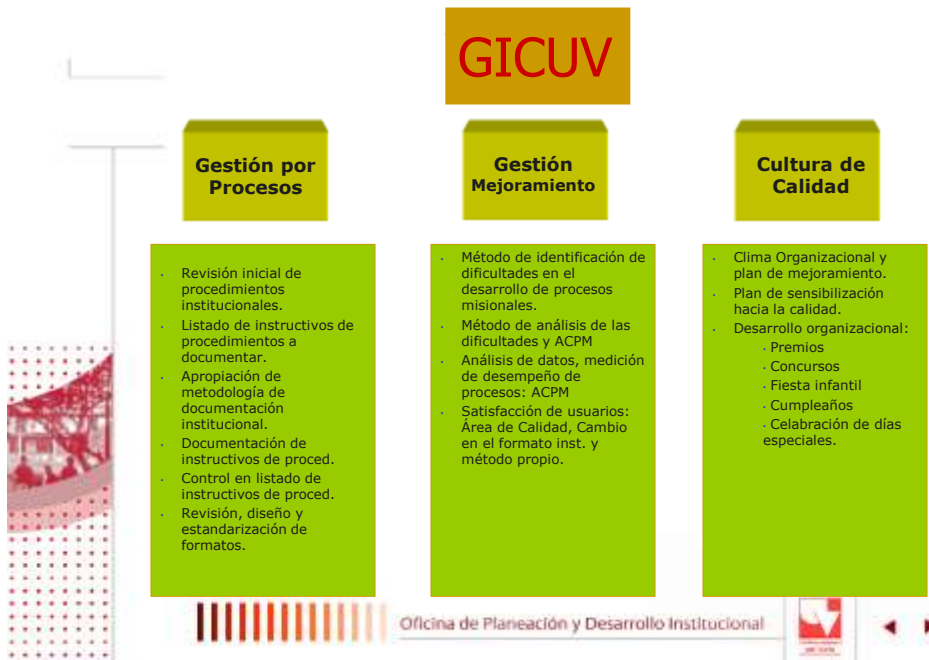 GICUV
Gestión por
Procesos
Gestión
Mejoramiento
Cultura de
Calidad
· Revisión inicial de
procedimientos
institucionales.
· Listado de instructivos de
procedimientos a
documentar.
· Apropiación de
metodología de
documentación
institucional.
· Documentación de
instructivos de proced.
· Control en listado de
instructivos de proced.
· Revisión, diseño y
estandarización de
formatos.
· Método de identificación de
dificultades en el
desarrollo de procesos
misionales.
· Método de análisis de las
dificultades y ACPM
· Análisis de datos, medición
de desempeño de
procesos: ACPM
· Satisfacción de usuarios:
Área de Calidad, Cambio
en el formato inst. y
método propio.
· Clima Organizacional y
plan de mejoramiento.
· Plan de sensibilización
hacia la calidad.
· Desarrollo organizacional:
· Premios
· Concursos
· Fiesta infantil
· Cumpleaños
· Celabración de días
especiales.
Oficina de Planeación y Desarrollo Institucional